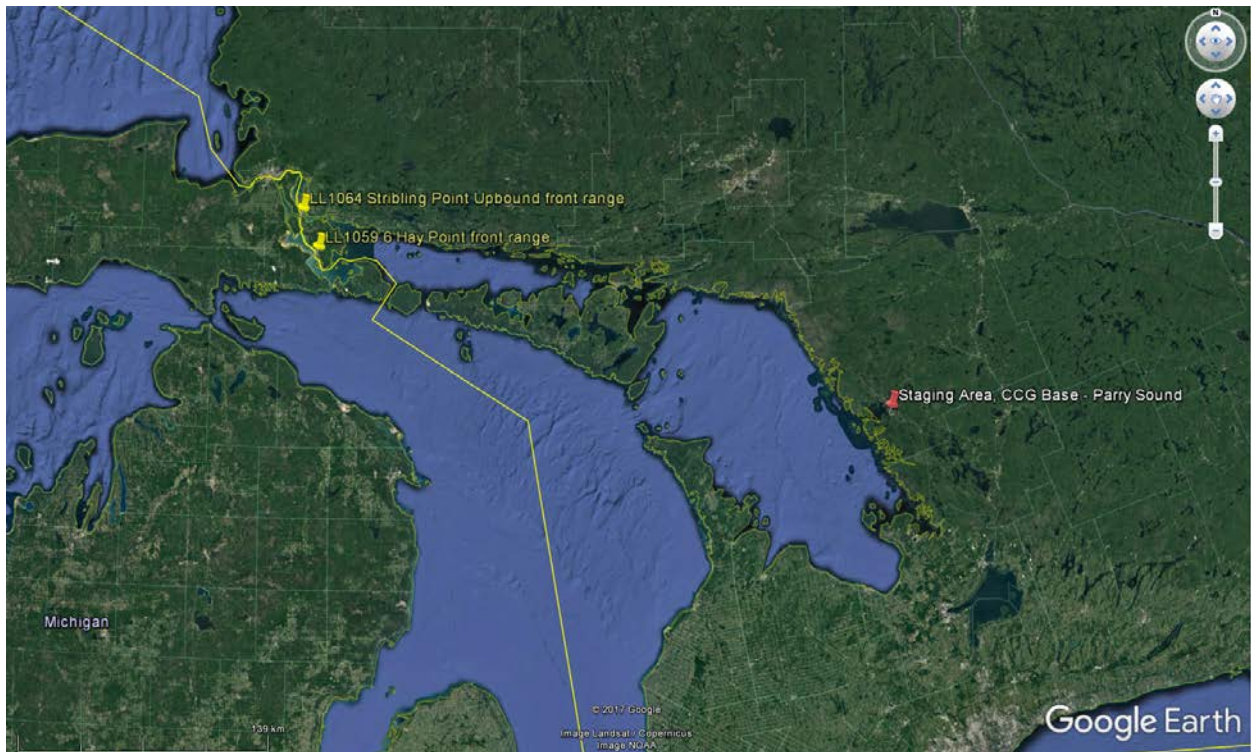 N
LL1064 Stribling Point Upbound front range
LL1059.6 Hay Point front range
Staging Area, CCG Base - Parry Sound
Michigan
139 km
© 2017 Google
Image Landsat / Copernicus
Image NOAA
Google Earth